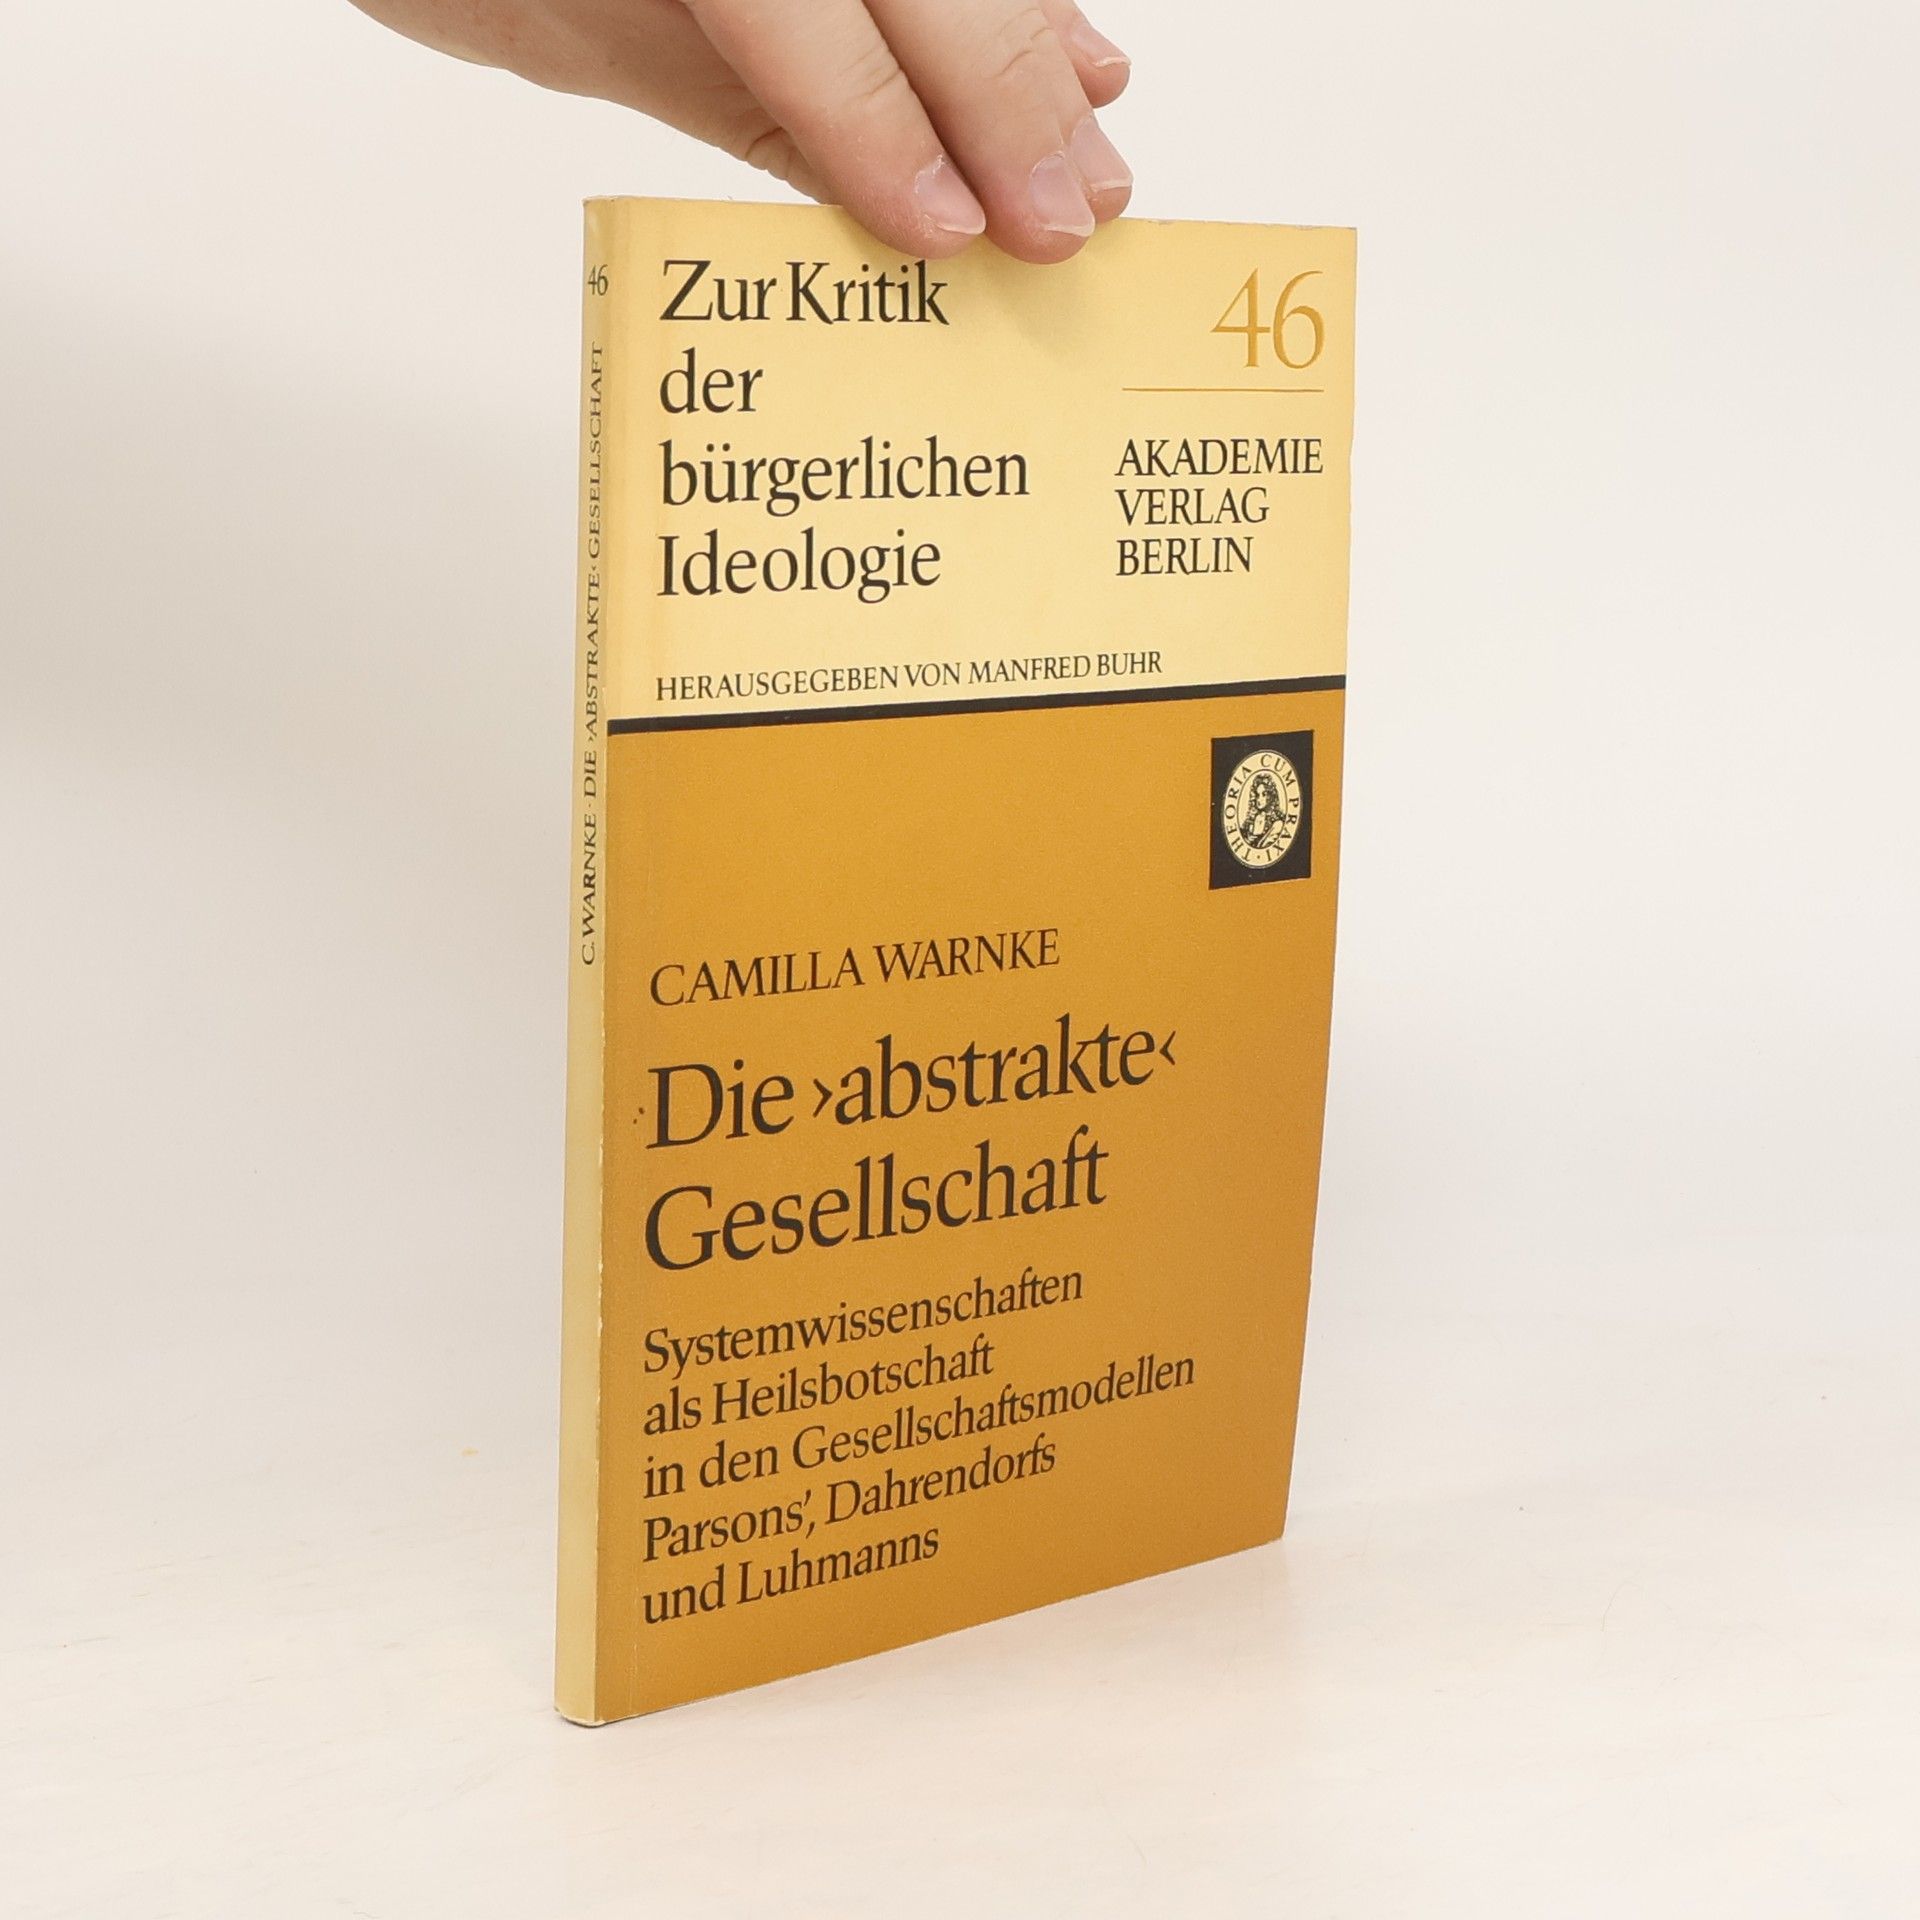 46
C. WARNKE · DIE ›ABSTRAKTE‹ GESELLSCHAFT
Zur Kritik
der
bürgerlichen
Ideologie
46
AKADEMIE
VERLAG
BERLIN
HERAUSGEGEBEN VON MANFRED BUHR
THEORIA CUM PRAXI ·
CAMILLA WARNKE
Die ›abstrakte‹
Gesellschaft
Systemwissenschaften
als Heilsbotschaft
in den Gesellschaftsmodellen
Parsons’, Dahrendorfs
und Luhmanns